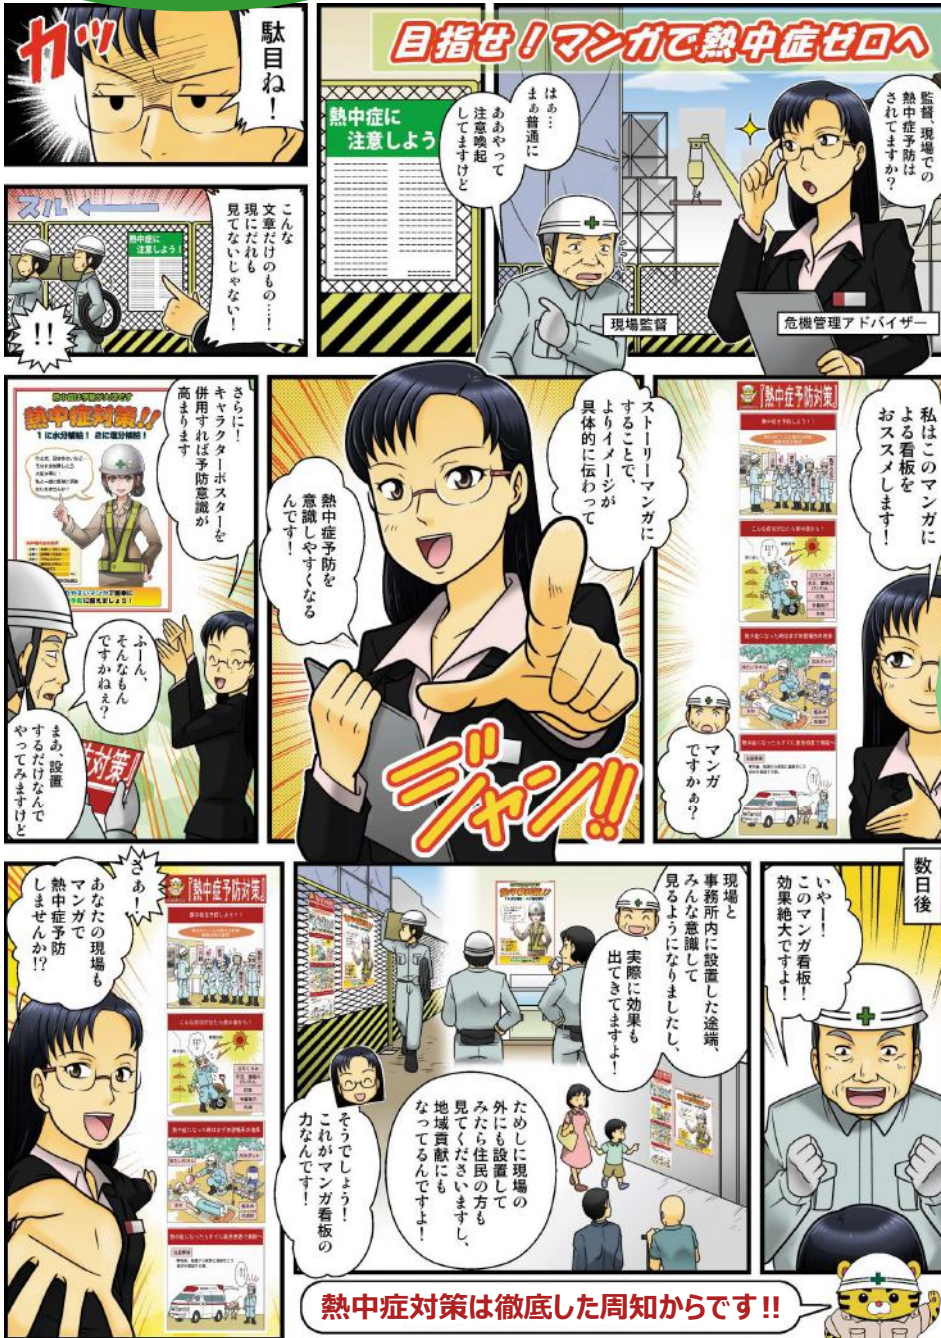 目指せ！マンガで熱中症ゼロへ
監督、現場での
熱中症予防は
されてますか？
はぁ…
まぁ普通に
ああやって
注意喚起
してますけど
熱中症に
注意しよう
現場監督
危機管理アドバイザー
駄目ね！
カッ
こんな
文章だけのもの…！
現にだれも
見てないじゃない！
スル
熱中症に
注意しよう！
！！
私はこのマンガに
よる看板を
おススメします！
『熱中症予防対策』
マンガ
ですかぁ？
ストーリーマンガに
することで、
よりイメージが
具体的に伝わって
熱中症予防を
意識しやすくなる
んです！
ジャン!!
さらに！
キャラクターポスターを
併用すれば予防意識が
高まります
熱中症対策!!
1に水分補給！ 2に塩分補給！
ふーん、
そんなもん
ですかねぇ？
対策』
まあ、設置
するだけなんで
やってみますけど
数日後
いやー！
このマンガ看板！
効果絶大ですよ！
現場と
事務所内に設置した途端、
みんな意識して
見るようになりましたし、
実際に効果も
出てきてますよ！
ためしに現場の
外にも設置して
みたら住民の方も
見てくださいますし、
地域貢献にも
なってるんですよ！
そうでしょう！
これがマンガ看板の
力なんです！
さぁ！
あなたの現場も
マンガで
熱中症予防
しませんか!?
『熱中症予防対策』
熱中症対策は徹底した周知からです!!